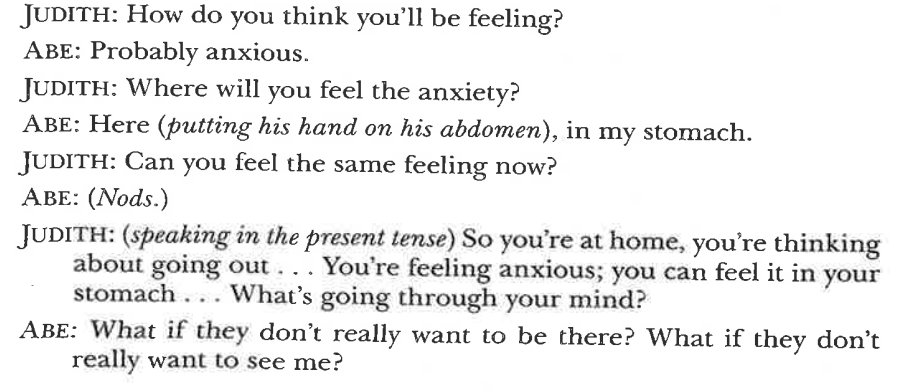 JUDITH: How do you think you'll be feeling?
ABE: Probably anxious.
JUDITH: Where will you feel the anxiety?
ABE: Here (putting his hand on his abdomen), in my stomach.
JUDITH: Can you feel the same feeling now?
ABE: (Nods.)
JUDITH: (speaking in the present tense) So you're at home, you're thinking
about going out . . . You're feeling anxious; you can feel it in your
stomach . . . What's going through your mind?
ABE: What if they don't really want to be there? What if they don't
really want to see me?